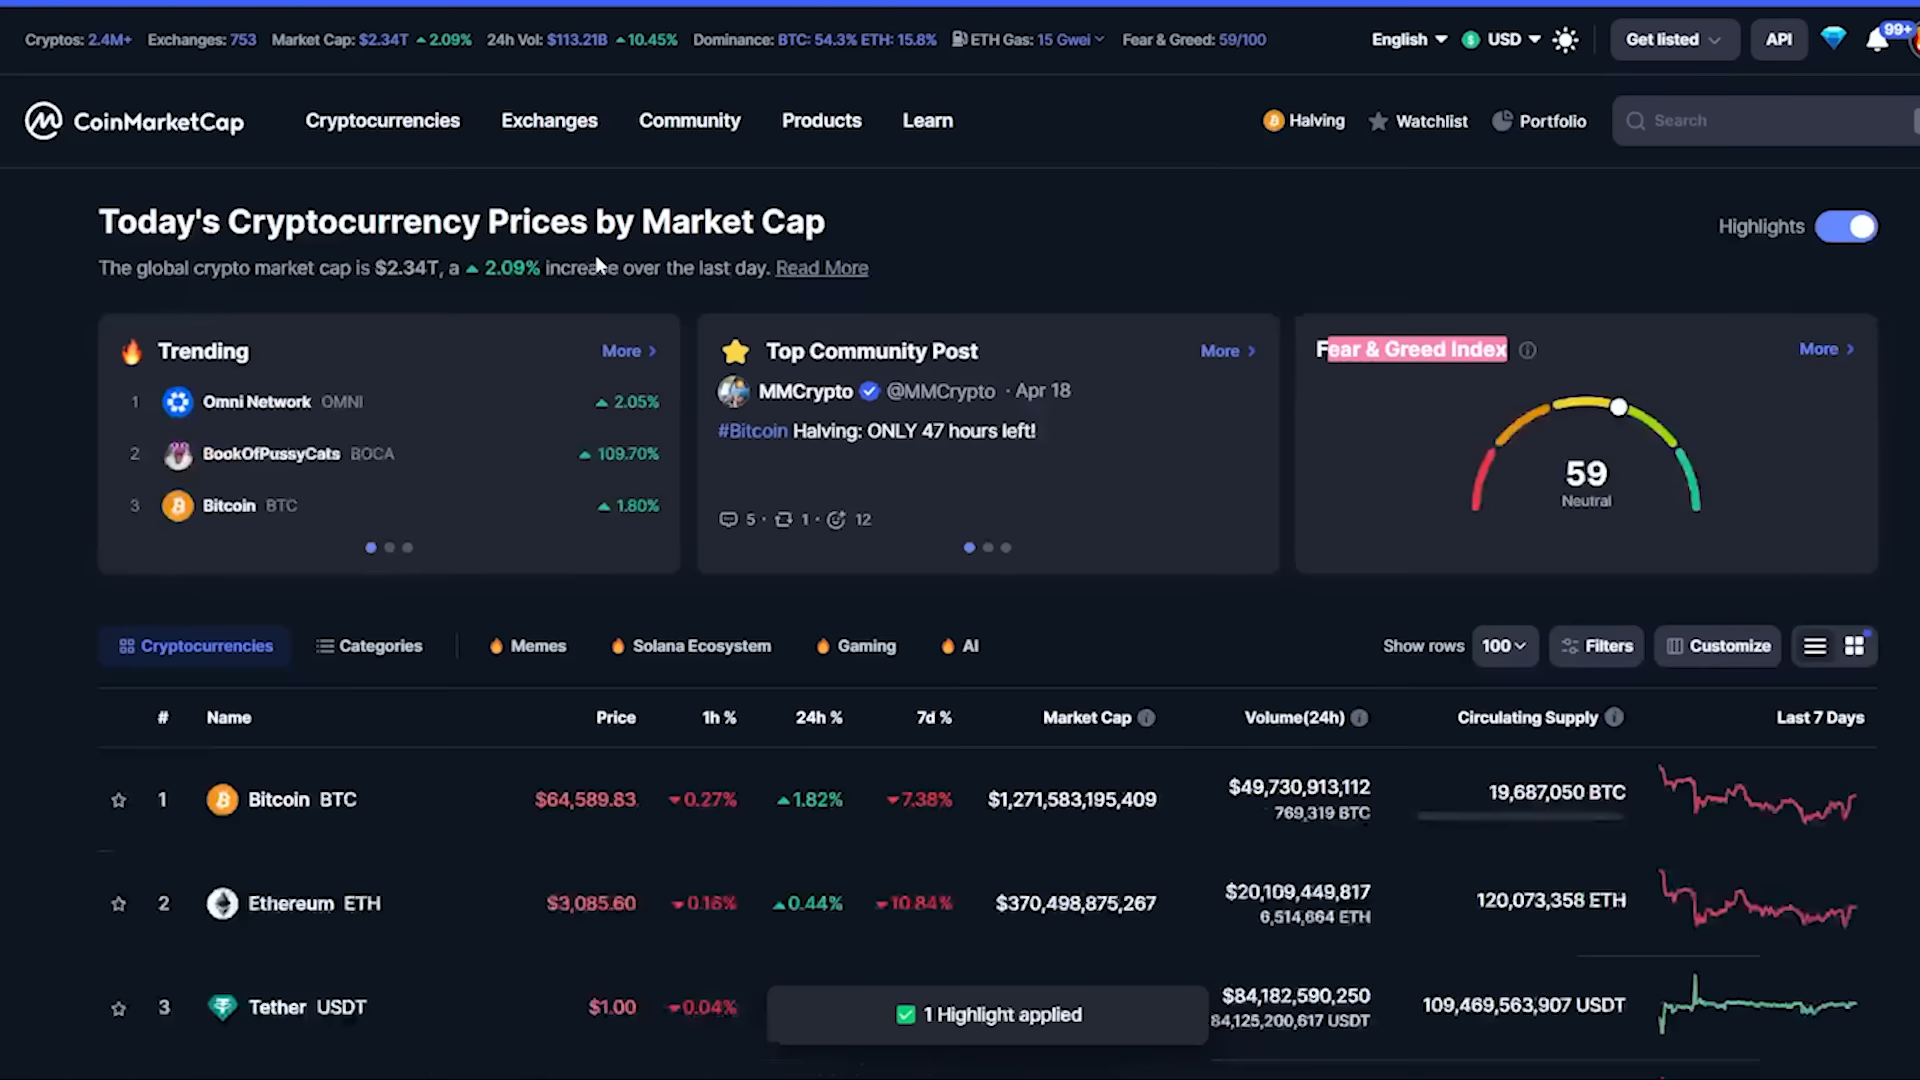 Cryptos: 2.4M+ Exchanges: 753 Market Cap: $2.34T 2.09% 24h Vol: $113.21B 10.45% Dominance: BTC: 54.3% ETH: 15.8% ETH Gas: 15 Gwei Fear & Greed: 59/100 English USD Get listed API 99+
CoinMarketCap Cryptocurrencies Exchanges Community Products Learn Halving Watchlist Portfolio Search
Today's Cryptocurrency Prices by Market Cap Highlights
The global crypto market cap is $2.34T, a 2.09% increase over the last day. Read More
Trending More
1 Omni Network OMNI 2.05%
2 BookOfPussyCats BOCA 109.70%
3 Bitcoin BTC 1.80%
Top Community Post More
MMCrypto @MMCrypto · Apr 18
#Bitcoin Halving: ONLY 47 hours left!
5 · 1 · 12
Fear & Greed Index More
59
Neutral
Cryptocurrencies Categories Memes Solana Ecosystem Gaming AI Show rows 100 Filters Customize
# Name Price 1h % 24h % 7d % Market Cap Volume(24h) Circulating Supply Last 7 Days
1 Bitcoin BTC $64,589.83 0.27% 1.82% 7.38% $1,271,583,195,409 $49,730,913,112 19,687,050 BTC
769,319 BTC
2 Ethereum ETH $3,085.60 0.16% 0.44% 10.84% $370,498,875,267 $20,109,449,817 120,073,358 ETH
6,514,664 ETH
3 Tether USDT $1.00 0.04% $84,182,590,250 109,469,563,907 USDT
84,125,200,617 USDT
1 Highlight applied